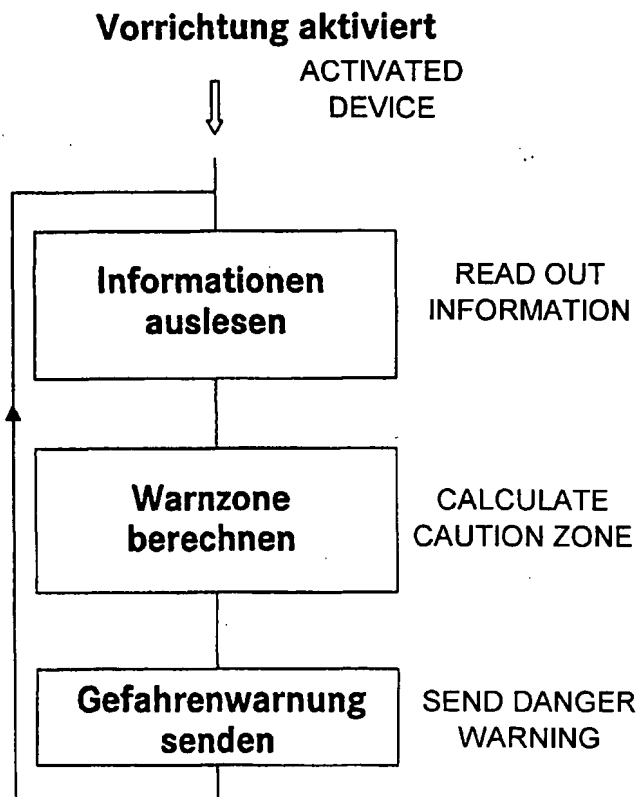 Vorrichtung aktiviert
ACTIVATED
DEVICE
Informationen
auslesen
READ OUT
INFORMATION
Warnzone
berechnen
CALCULATE
CAUTION ZONE
Gefahrenwarnung
senden
SEND DANGER
WARNING